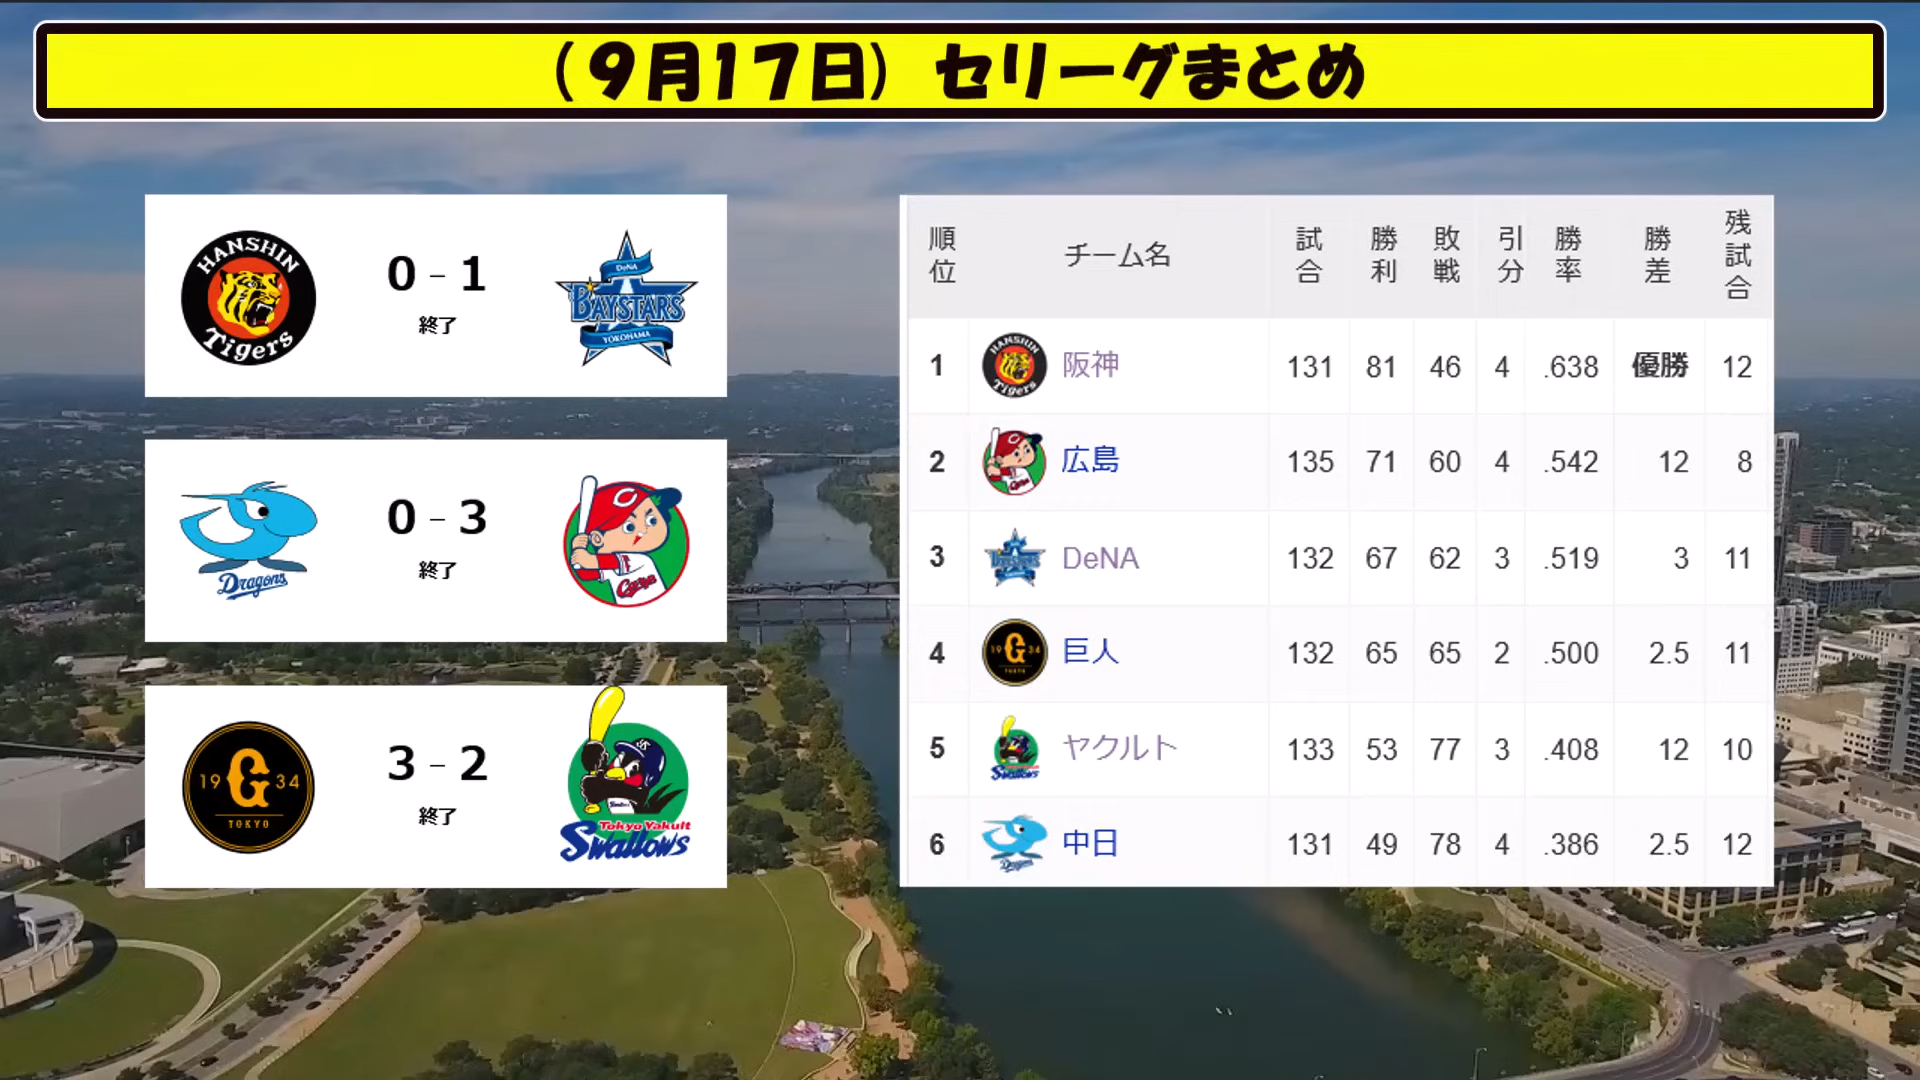 （９月１７日）セリーグまとめ
HANSHIN
Tigers
0 - 1
終了
DeNA
BAYSTARS
YOKOHAMA
Dragons
0 - 3
終了
C
Carp
19 G 34
TOKYO
3 - 2
終了
Tokyo Yakult
Swallows
順位 チーム名 試合 勝利 敗戦 引分 勝率 勝差 残試合
1 阪神 131 81 46 4 .638 優勝 12
2 広島 135 71 60 4 .542 12 8
3 DeNA 132 67 62 3 .519 3 11
4 巨人 132 65 65 2 .500 2.5 11
5 ヤクルト 133 53 77 3 .408 12 10
6 中日 131 49 78 4 .386 2.5 12